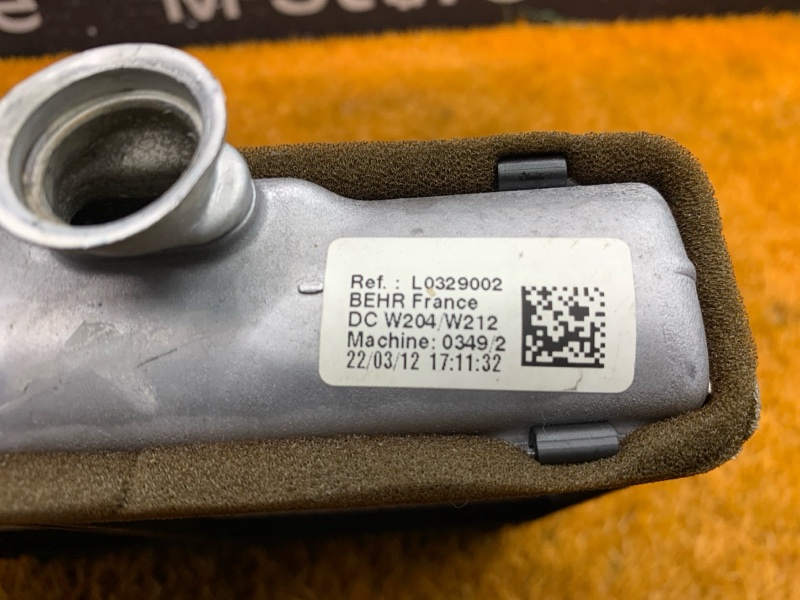 Ref. : L0329002
BEHR France
DC W204/W212
Machine: 0349/2
22/03/12 17:11:32